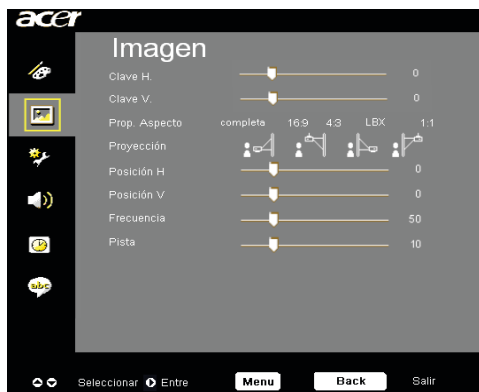 acer
Imagen
Clave H. 0
Clave V. 0
Prop. Aspecto completa 16:9 4:3 LBX 1:1
Proyección
Posición H 0
Posición V 0
Frecuencia 50
Pista 10
abc
Seleccionar Entre Menu Back Salir